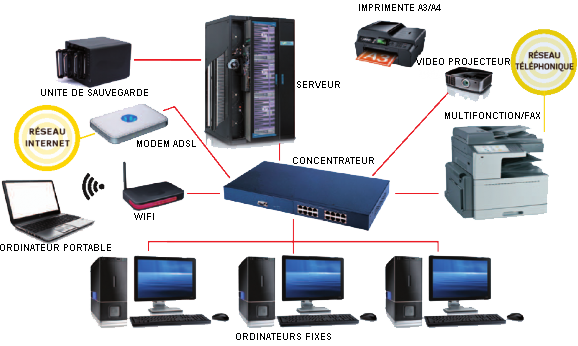 IMPRIMENTE A3/A4
RÉSEAU
TÉLÉPHONIQUE
VIDEO PROJECTEUR
SERVEUR
UNITE DE SAUVEGARDE
RÉSEAU
INTERNET
MODEM ADSL
MULTIFONCTION/FAX
CONCENTRATEUR
WIFI
ORDINATEUR PORTABLE
ORDINATEURS FIXES